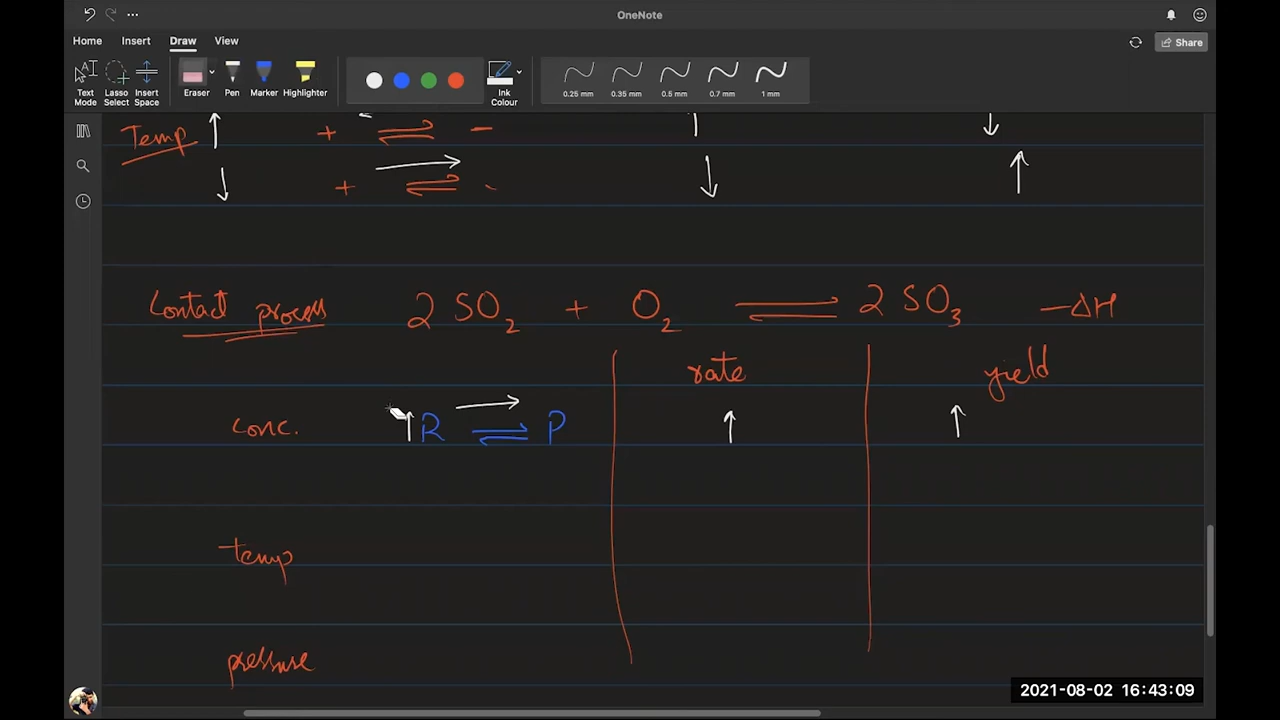 OneNote
Home Insert Draw View
Share
Text Mode
Lasso Select
Insert Space
Eraser
Pen
Marker
Highlighter
Ink Colour
0.25 mm
0.35 mm
0.5 mm
0.7 mm
1 mm
Temp ↑ + ⇌ - ↑ ↓
↓ + → ⇌ - ↓ ↑
Contact process 2 SO₂ + O₂ ⇌ 2 SO₃ -ΔH
rate yield
conc. ↑ R → ⇌ P ↑ ↑
temp
pressure
2021-08-02 16:43:09